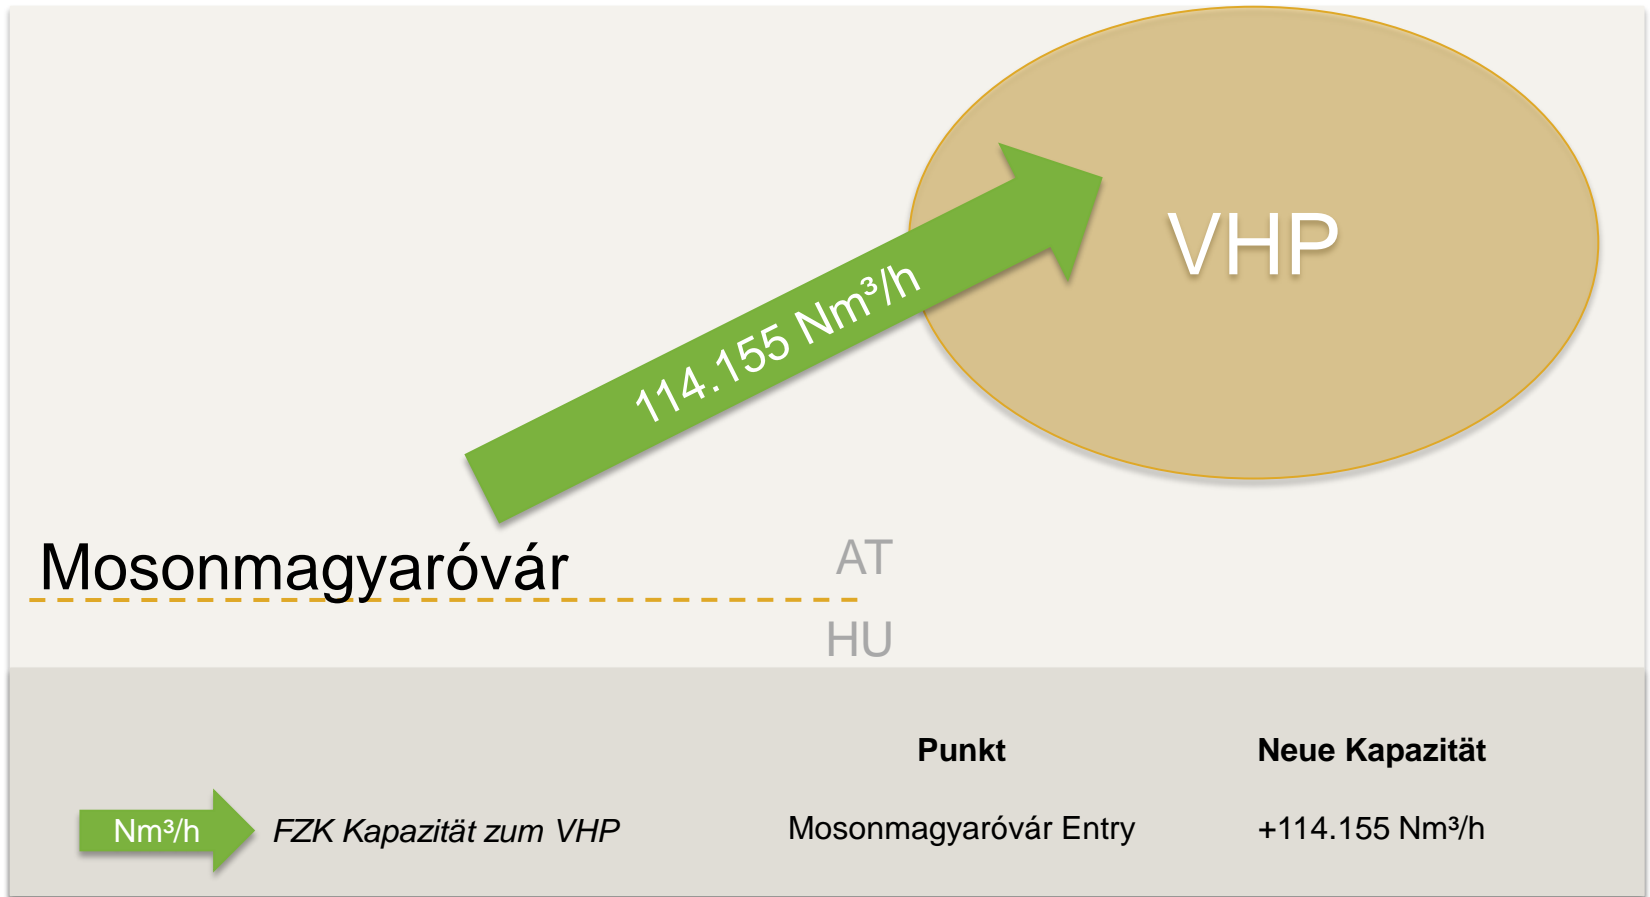 VHP
114.155 Nm³/h
Mosonmagyaróvár
AT
HU
Punkt Neue Kapazität
Nm³/h FZK Kapazität zum VHP Mosonmagyaróvár Entry +114.155 Nm³/h